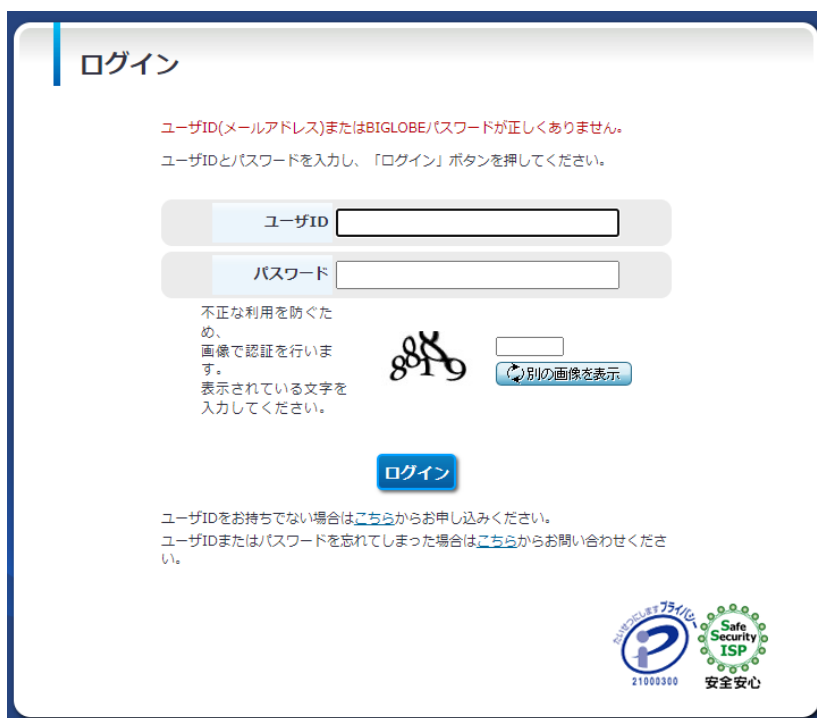 ログイン
ユーザID(メールアドレス)またはBIGLOBEパスワードが正しくありません。
ユーザIDとパスワードを入力し、「ログイン」ボタンを押してください。
ユーザID
パスワード
不正な利用を防ぐた
め、
画像で認証を行いま
す。
表示されている文字を
入力してください。
別の画像を表示
ログイン
ユーザIDをお持ちでない場合はこちらからお申し込みください。
ユーザIDまたはパスワードを忘れてしまった場合はこちらからお問い合わせくださ
い。
たいせつにします プライバシー
21000300
Safe
Security
ISP
安全安心